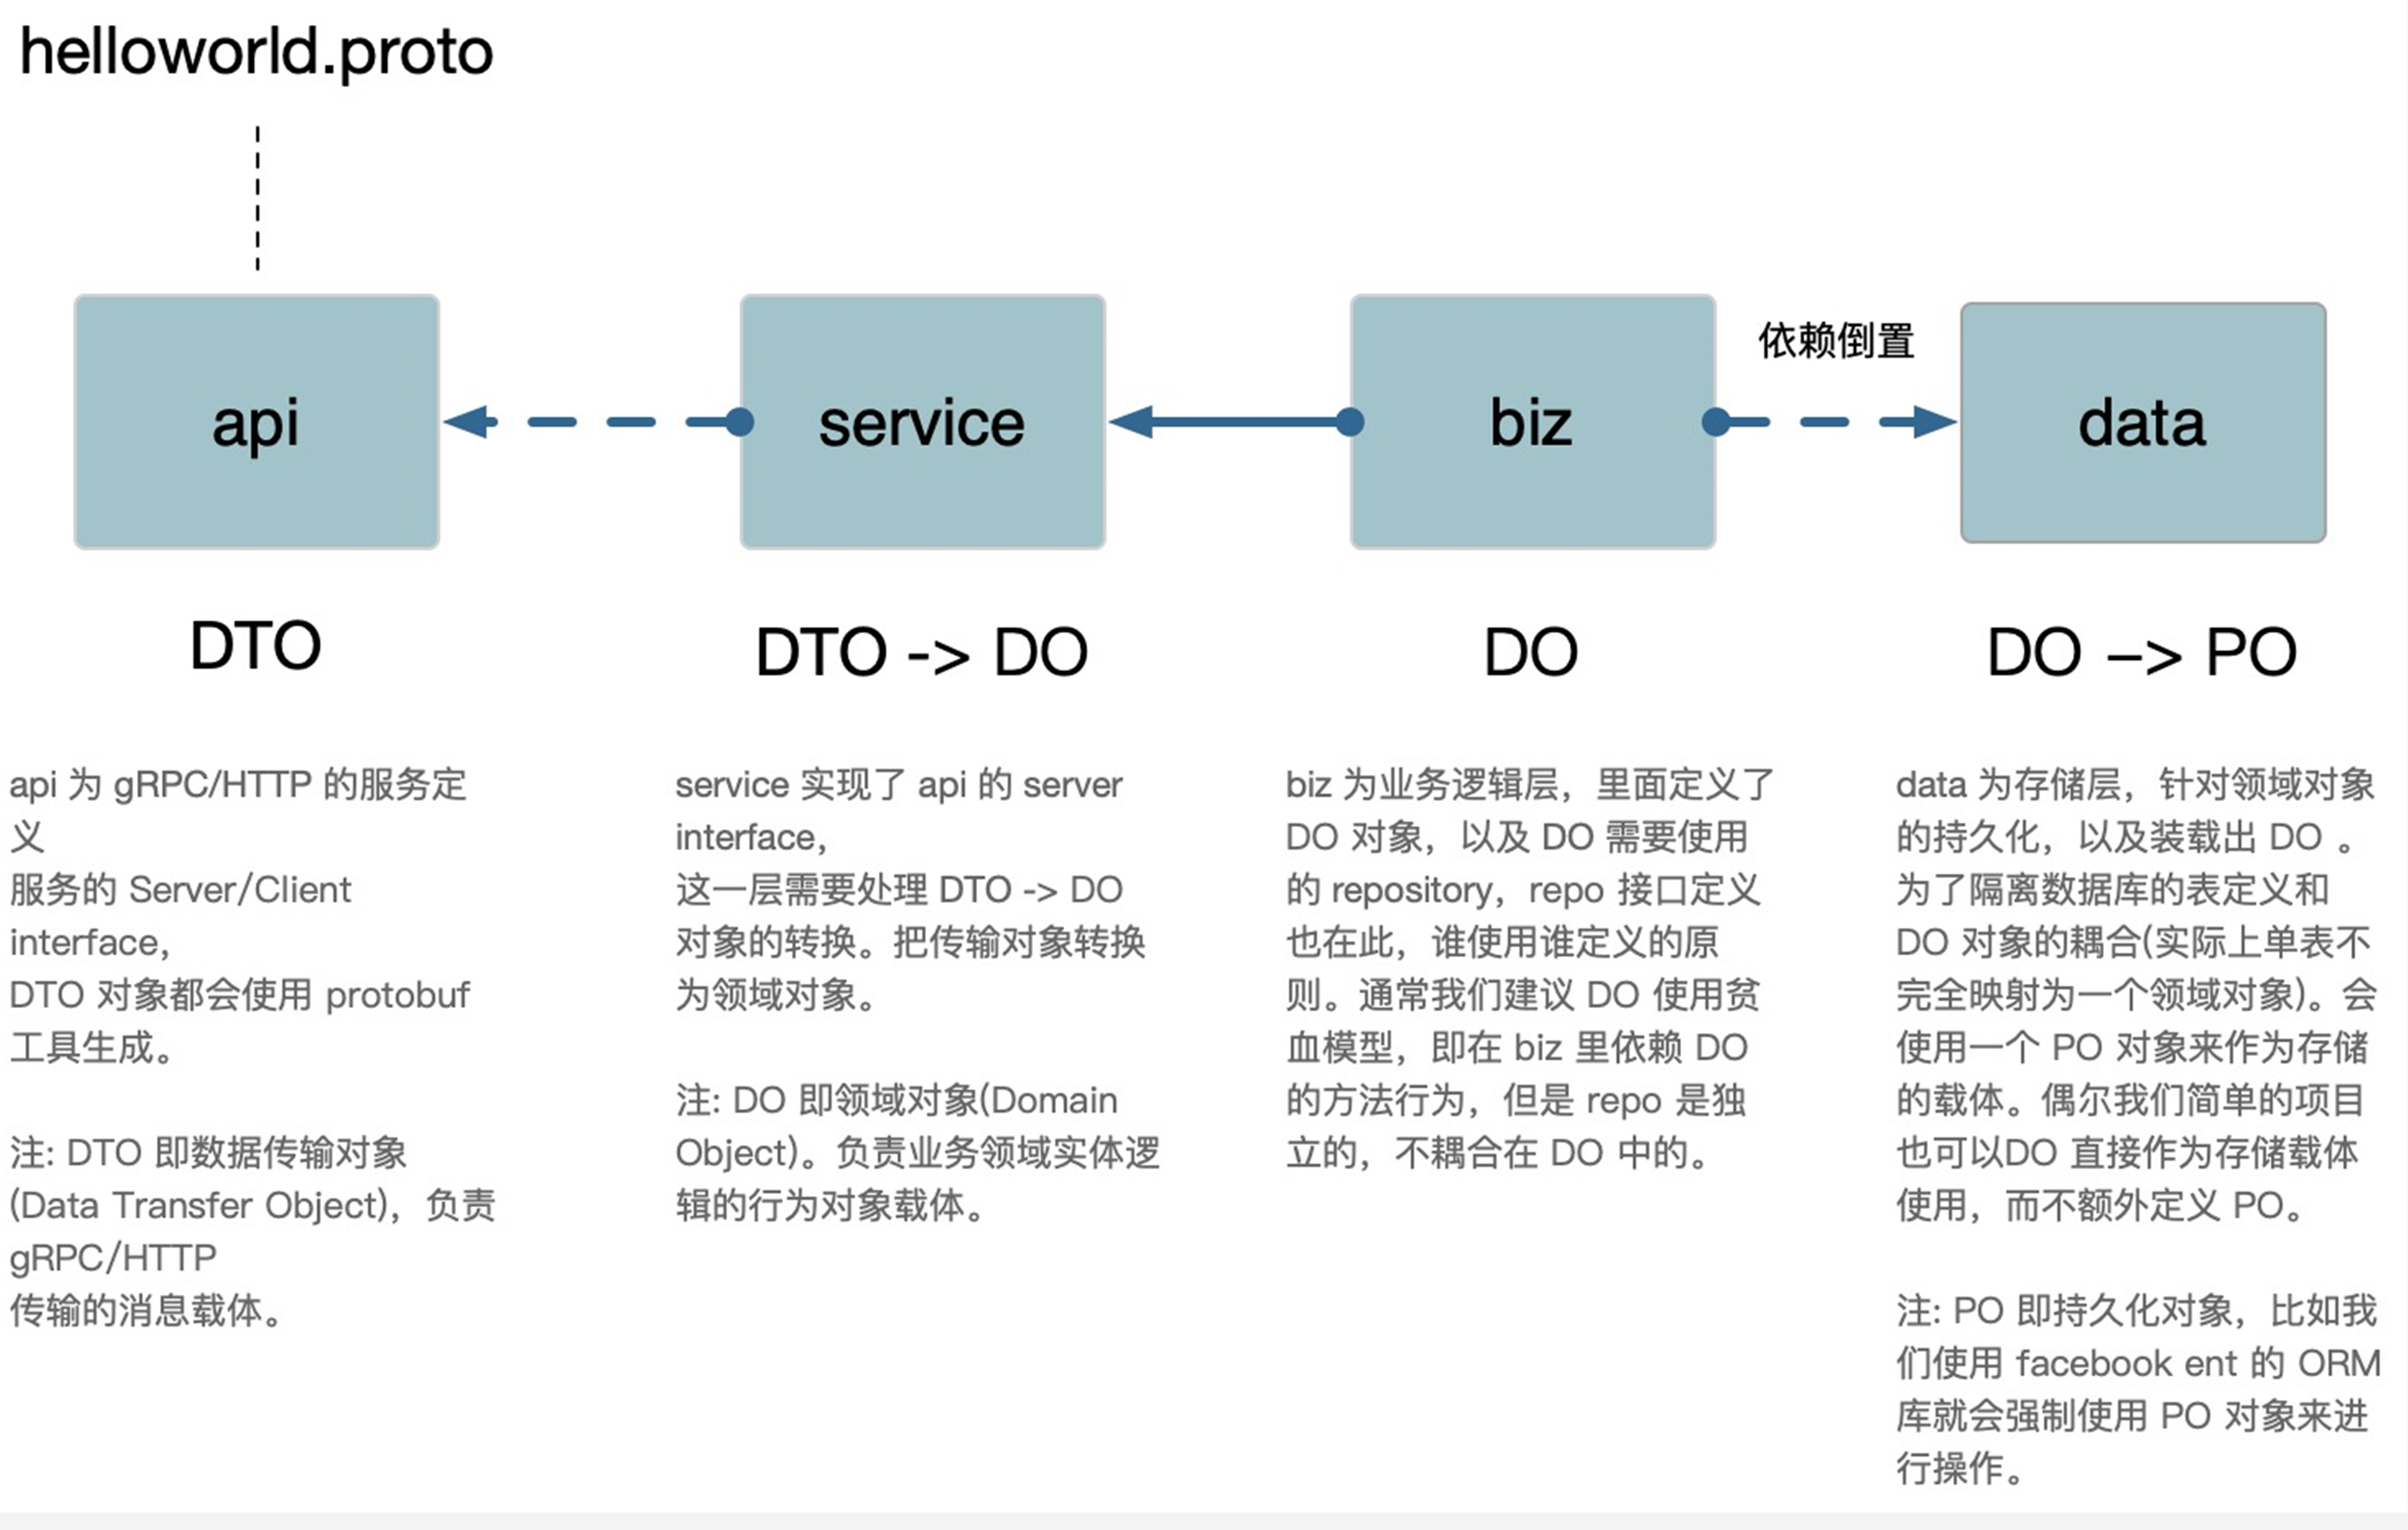 helloworld.proto
api
service
biz
依赖倒置
data
DTO
DTO -> DO
DO
DO –> PO
api 为 gRPC/HTTP 的服务定
义
服务的 Server/Client
interface,
DTO 对象都会使用 protobuf
工具生成。
注: DTO 即数据传输对象
(Data Transfer Object)，负责
gRPC/HTTP
传输的消息载体。
service 实现了 api 的 server
interface,
这一层需要处理 DTO -> DO
对象的转换。把传输对象转换
为领域对象。
注: DO 即领域对象(Domain
Object)。负责业务领域实体逻
辑的行为对象载体。
biz 为业务逻辑层，里面定义了
DO 对象，以及 DO 需要使用
的 repository，repo 接口定义
也在此，谁使用谁定义的原
则。通常我们建议 DO 使用贫
血模型，即在 biz 里依赖 DO
的方法行为，但是 repo 是独
立的，不耦合在 DO 中的。
data 为存储层，针对领域对象
的持久化，以及装载出 DO 。
为了隔离数据库的表定义和
DO 对象的耦合(实际上单表不
完全映射为一个领域对象)。会
使用一个 PO 对象来作为存储
的载体。偶尔我们简单的项目
也可以DO 直接作为存储载体
使用，而不额外定义 PO。
注: PO 即持久化对象，比如我
们使用 facebook ent 的 ORM
库就会强制使用 PO 对象来进
行操作。